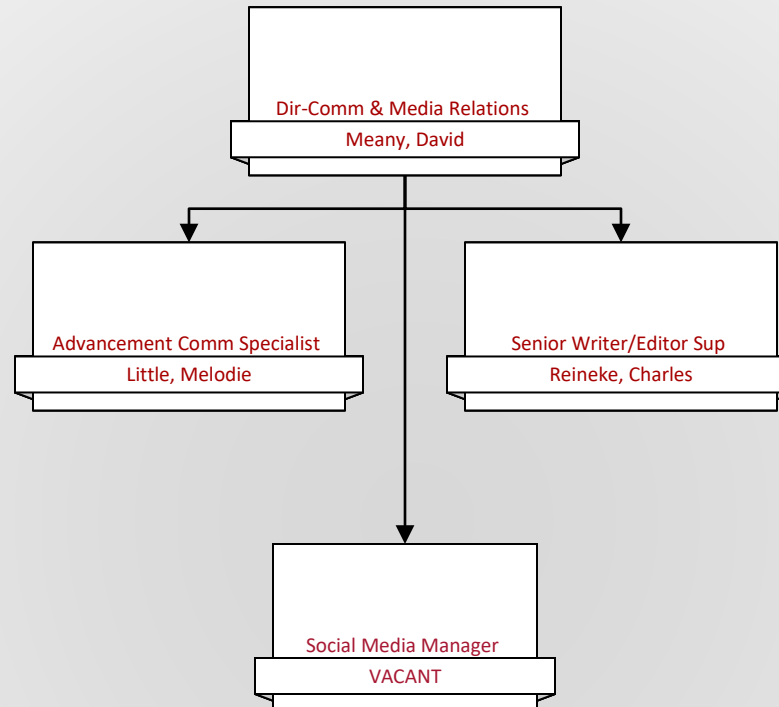 Dir-Comm & Media Relations
Meany, David
Advancement Comm Specialist
Little, Melodie
Senior Writer/Editor Sup
Reineke, Charles
Social Media Manager
VACANT